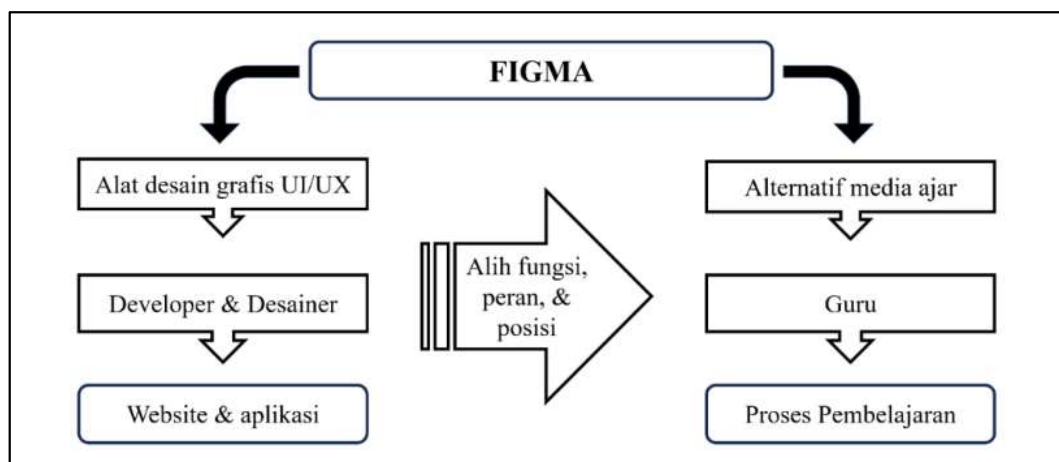 FIGMA
Alat desain grafis UI/UX
Developer & Desainer
Website & aplikasi
Alih fungsi,
peran, &
posisi
Alternatif media ajar
Guru
Proses Pembelajaran